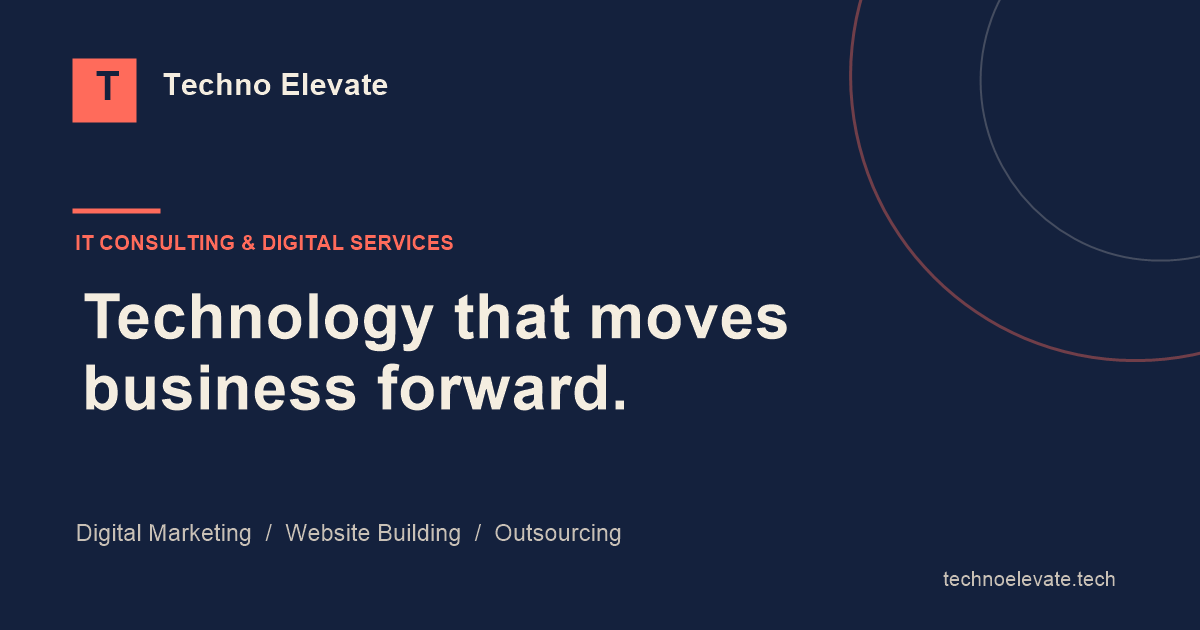 T
Techno Elevate
IT CONSULTING & DIGITAL SERVICES
Technology that moves
business forward.
Digital Marketing / Website Building / Outsourcing
technoelevate.tech